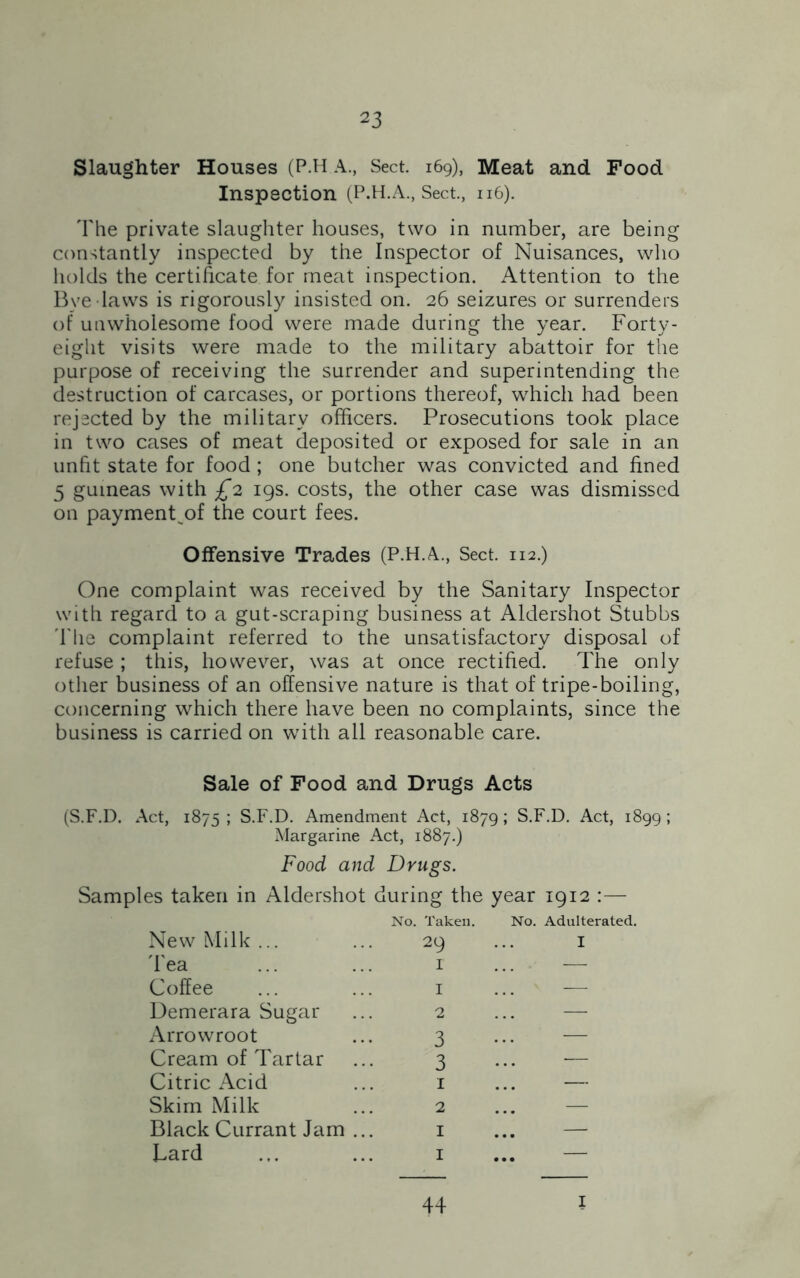 23
Slaughter Houses (P.H A., Sect. 169), Meat and Food
Inspection (P.H.A., Sect., 116).
The private slaughter houses, two in number, are being
constantly inspected by the Inspector of Nuisances, who
holds the certificate for meat inspection. Attention to the
Bye-laws is rigorously insisted on. 26 seizures or surrenders
of unwholesome food were made during the year. Forty-
eight visits were made to the military abattoir for the
purpose of receiving the surrender and superintending the
destruction of carcases, or portions thereof, which had been
rejected by the military officers. Prosecutions took place
in two cases of meat deposited or exposed for sale in an
unfit state for food ; one butcher was convicted and fined
5 guineas with £2 19s. costs, the other case was dismissed
on payment of the court fees.
Offensive Trades (P.H.A., Sect. 112.)
One complaint was received by the Sanitary Inspector
with regard to a gut-scraping business at Aldershot Stubbs
The complaint referred to the unsatisfactory disposal of
refuse ; this, however, was at once rectified. The only
other business of an offensive nature is that of tripe-boiling,
concerning which there have been no complaints, since the
business is carried on with all reasonable care.
Sale of Food and Drugs Acts
(S.F.D. Act, 1875 ; S.F.D. Amendment Act, 1879 ; S.F.D. Act, 1899 ;
Margarine Act, 1887.)
Food and Drugs.
Samples taken in Aldershot during the year 1912 :—
No. Taken. No. Adulterated.
New Milk ... ... 29 ... 1
Tea ... ... 1 ... —
Coffee ... ... 1 ... —
Demerara Sugar ... 2 ... —
Arrowroot ... 3 ... —
Cream of Tartar ... 3 ... —
Citric Acid ... 1 ... —
Skim Milk ... 2 ... —
Black Currant Jam ... 1 ... —
Lard ... ... 1 ... —
44 1